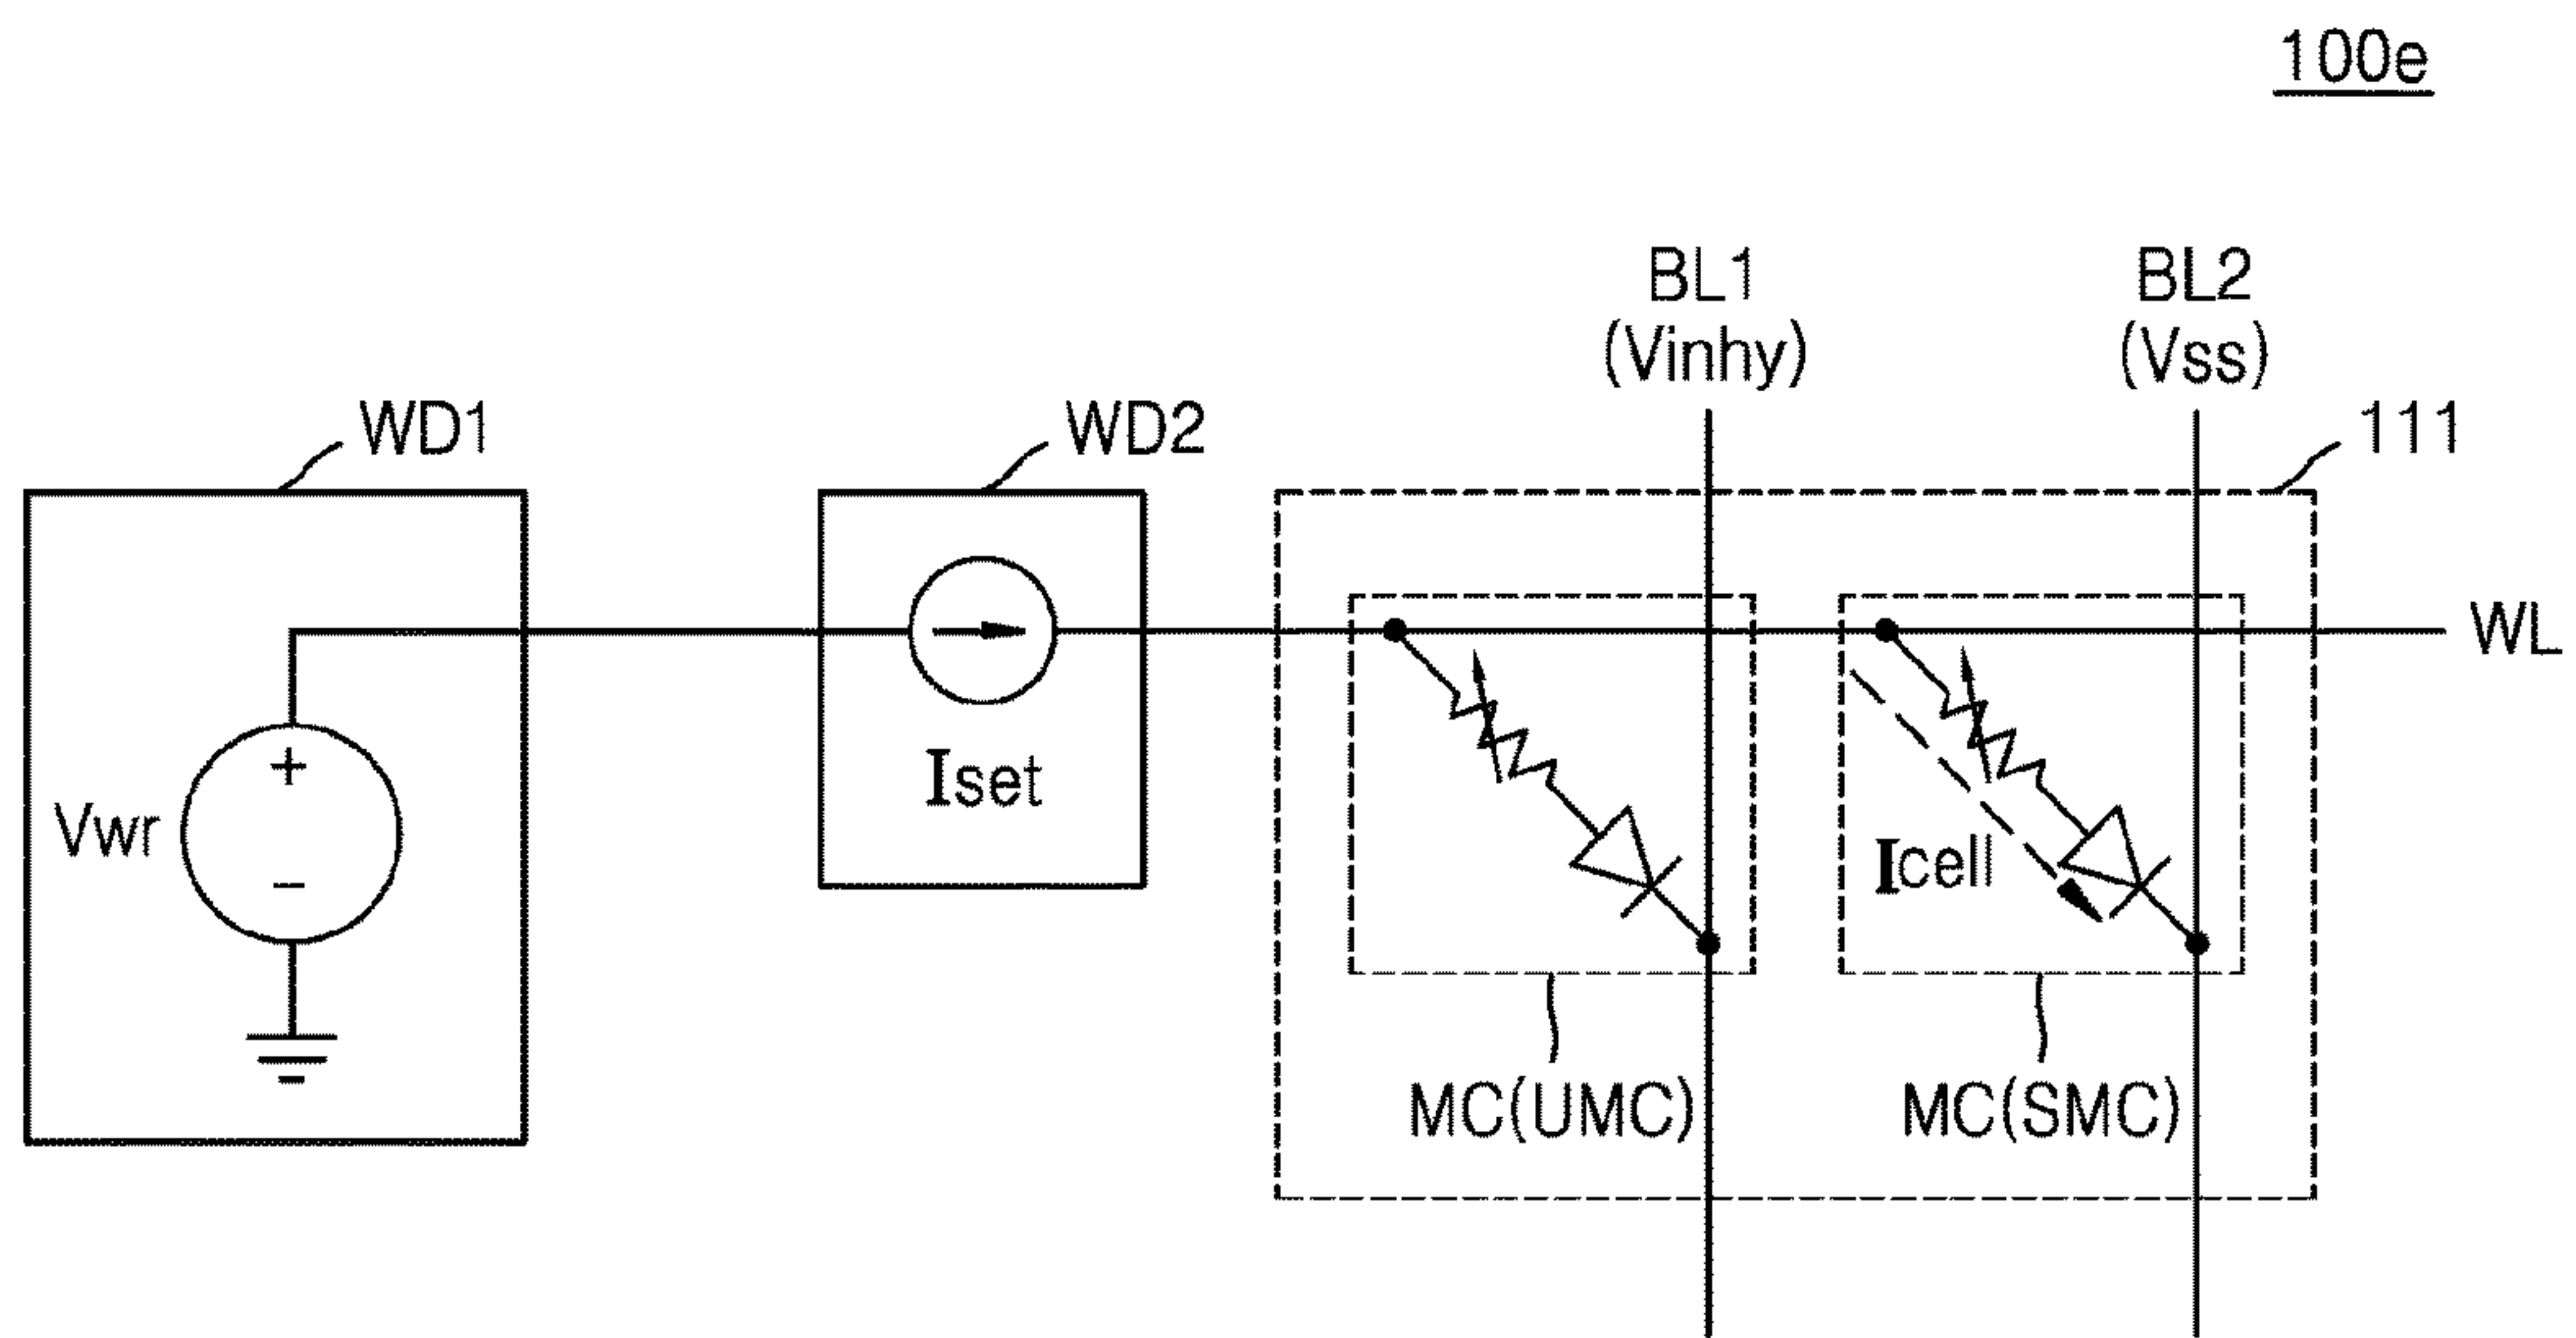 100e
BL1
(Vinhy)
BL2
(Vss)
WD1
WD2
111
WL
+
Vwr
−
Iset
Icell
MC(UMC)
MC(SMC)